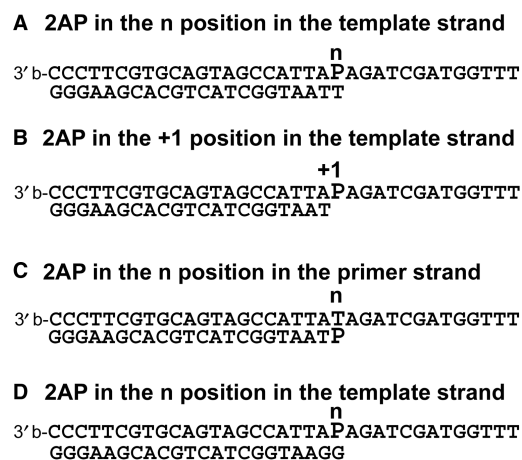 A 2AP in the n position in the template strand
n
3′ b-CCCTTCGTGCAGTAGCCATTAPAGATCGATGGTTT
GGGAAGCACGTCATCGGTAATT
B 2AP in the +1 position in the template strand
+1
3′ b-CCCTTCGTGCAGTAGCCATTAPAGATCGATGGTTT
GGGAAGCACGTCATCGGTAAT
C 2AP in the n position in the primer strand
n
3′ b-CCCTTCGTGCAGTAGCCATTATAGATCGATGGTTT
GGGAAGCACGTCATCGGTAATP
D 2AP in the n position in the template strand
n
3′ b-CCCTTCGTGCAGTAGCCATTAPAGATCGATGGTTT
GGGAAGCACGTCATCGGTAAGG